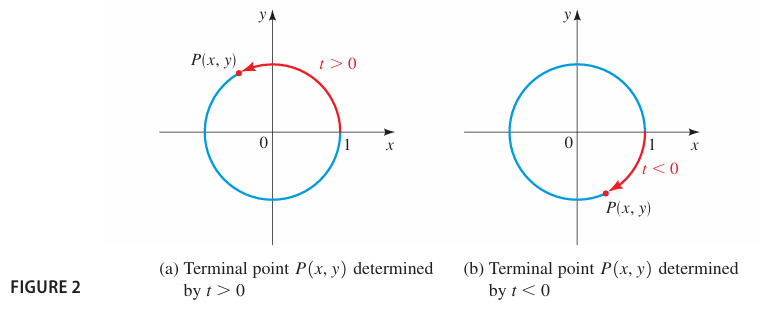 y
P(x, y)
t > 0
0
1
x
y
0
1
x
t < 0
P(x, y)
(a) Terminal point P(x, y) determined
by t > 0
(b) Terminal point P(x, y) determined
by t < 0
FIGURE 2